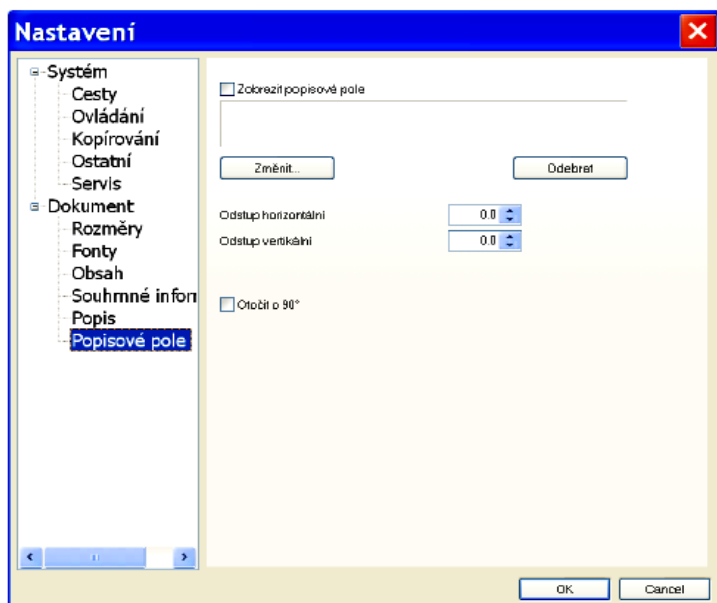 Nastavení
Systém
Cesty
Ovládání
Kopírování
Ostatní
Servis
Dokument
Rozměry
Fonty
Obsah
Souhrnné inforr
Popis
Popisové pole
Zobrazit popisové pole
Změnit...
Odebrat
Odstup horizontální
0.0
Odstup vertikální
0.0
Otočit o 90°
OK
Cancel